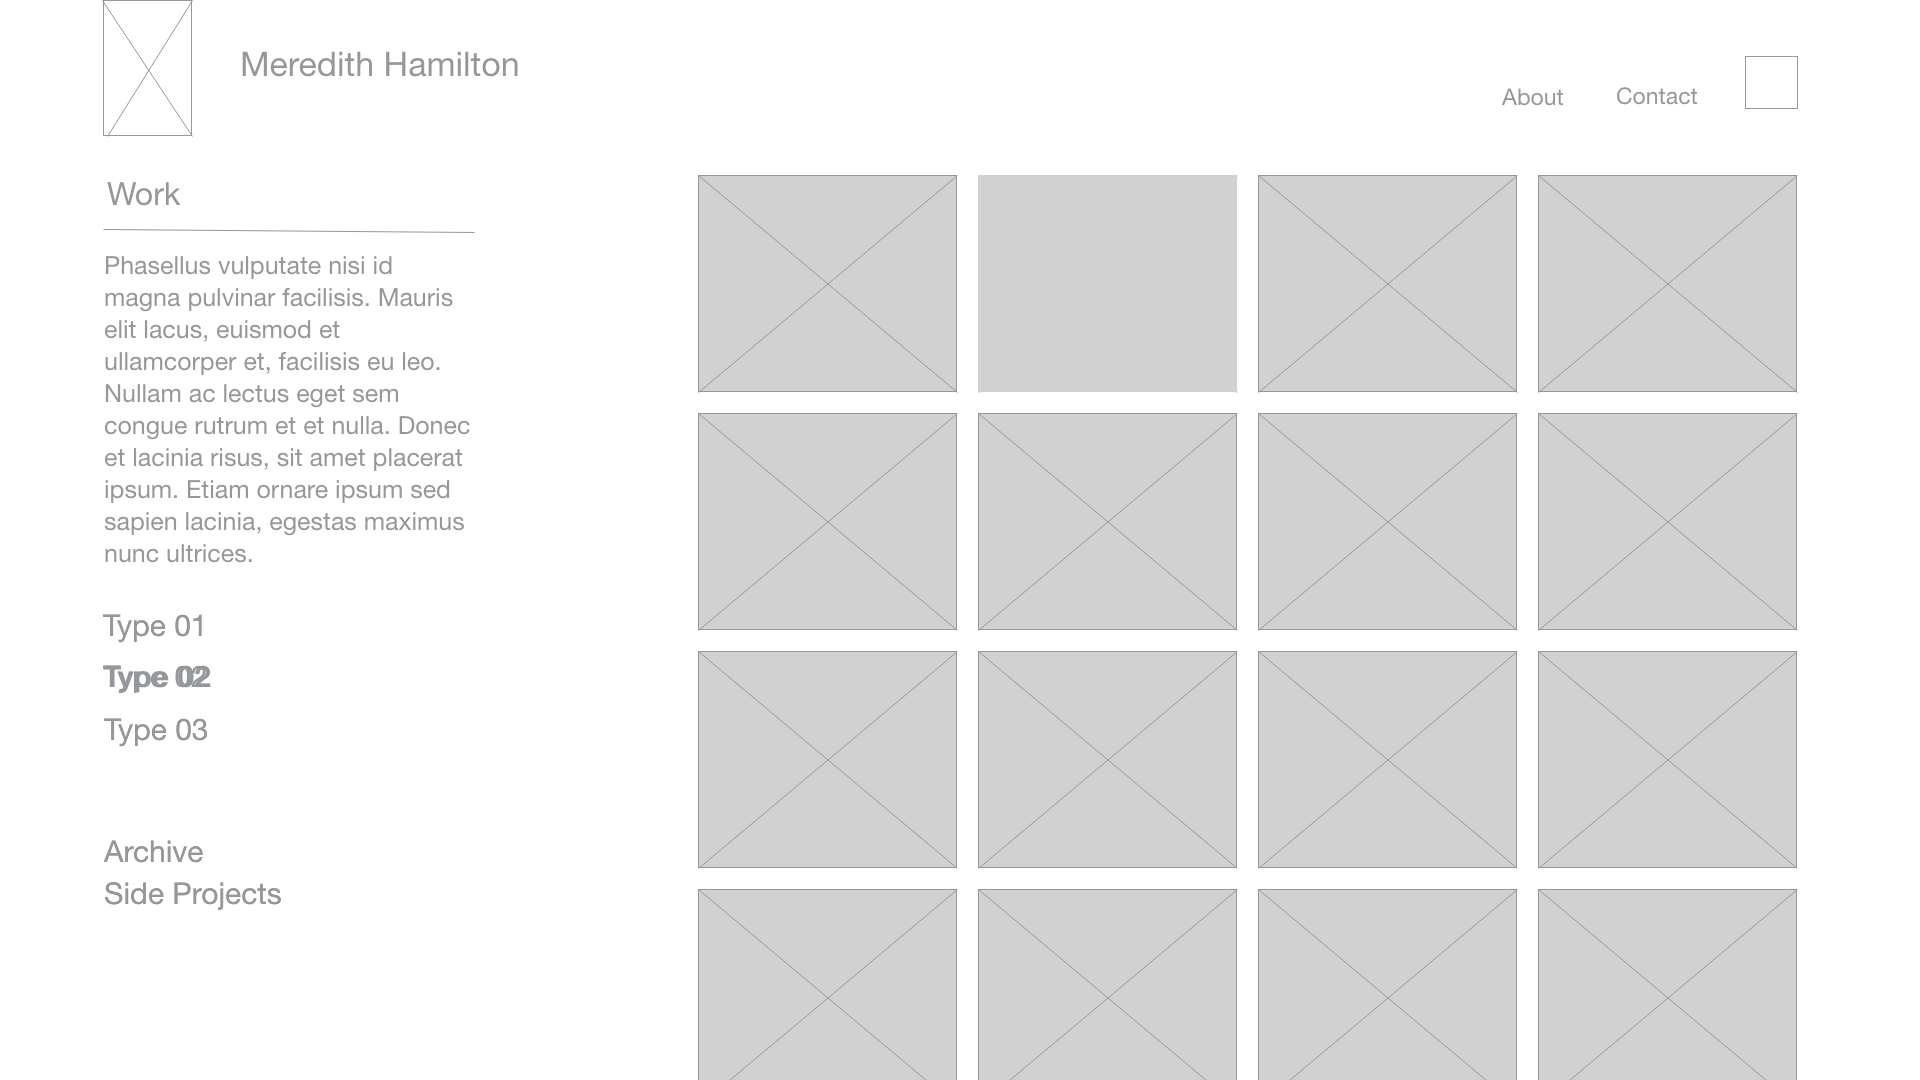 Meredith Hamilton
About
Contact
Work
Phasellus vulputate nisi id
magna pulvinar facilisis. Mauris
elit lacus, euismod et
ullamcorper et, facilisis eu leo.
Nullam ac lectus eget sem
congue rutrum et et nulla. Donec
et lacinia risus, sit amet placerat
ipsum. Etiam ornare ipsum sed
sapien lacinia, egestas maximus
nunc ultrices.
Type 01
Type 02
Type 03
Archive
Side Projects